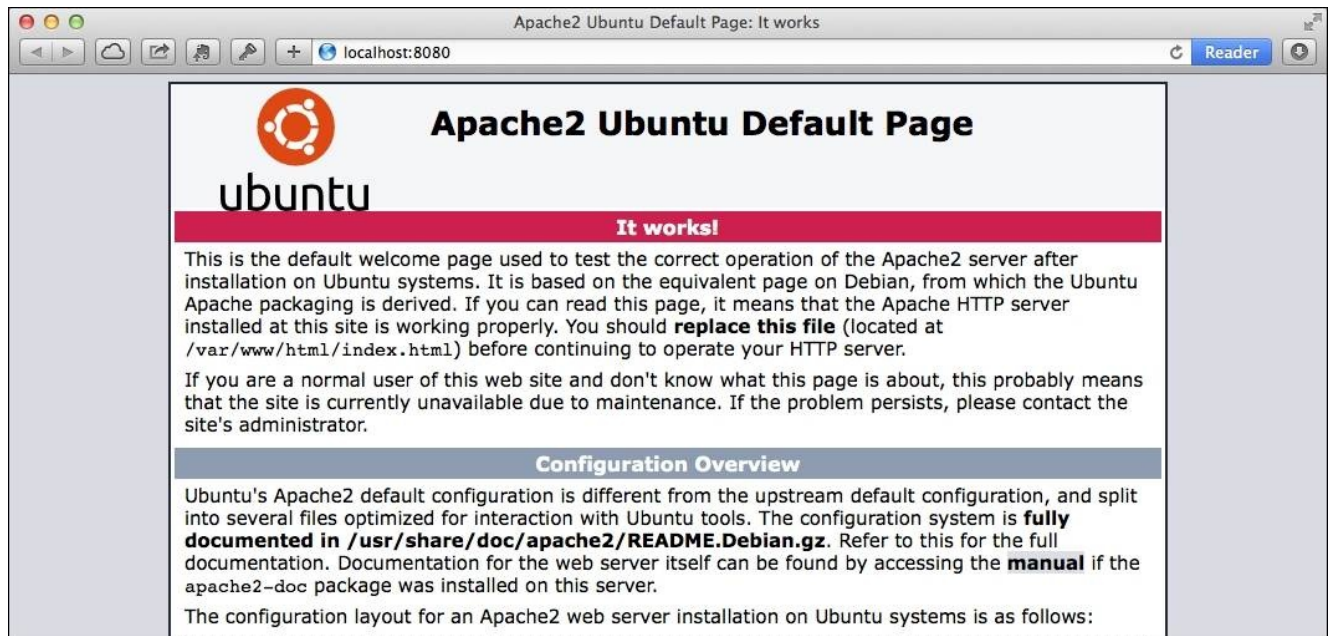 Apache2 Ubuntu Default Page: It works
localhost:8080
Reader
ubuntu
Apache2 Ubuntu Default Page
It works!
This is the default welcome page used to test the correct operation of the Apache2 server after
installation on Ubuntu systems. It is based on the equivalent page on Debian, from which the Ubuntu
Apache packaging is derived. If you can read this page, it means that the Apache HTTP server
installed at this site is working properly. You should replace this file (located at
/var/www/html/index.html) before continuing to operate your HTTP server.
If you are a normal user of this web site and don't know what this page is about, this probably means
that the site is currently unavailable due to maintenance. If the problem persists, please contact the
site's administrator.
Configuration Overview
Ubuntu's Apache2 default configuration is different from the upstream default configuration, and split
into several files optimized for interaction with Ubuntu tools. The configuration system is fully
documented in /usr/share/doc/apache2/README.Debian.gz. Refer to this for the full
documentation. Documentation for the web server itself can be found by accessing the manual if the
apache2-doc package was installed on this server.
The configuration layout for an Apache2 web server installation on Ubuntu systems is as follows: